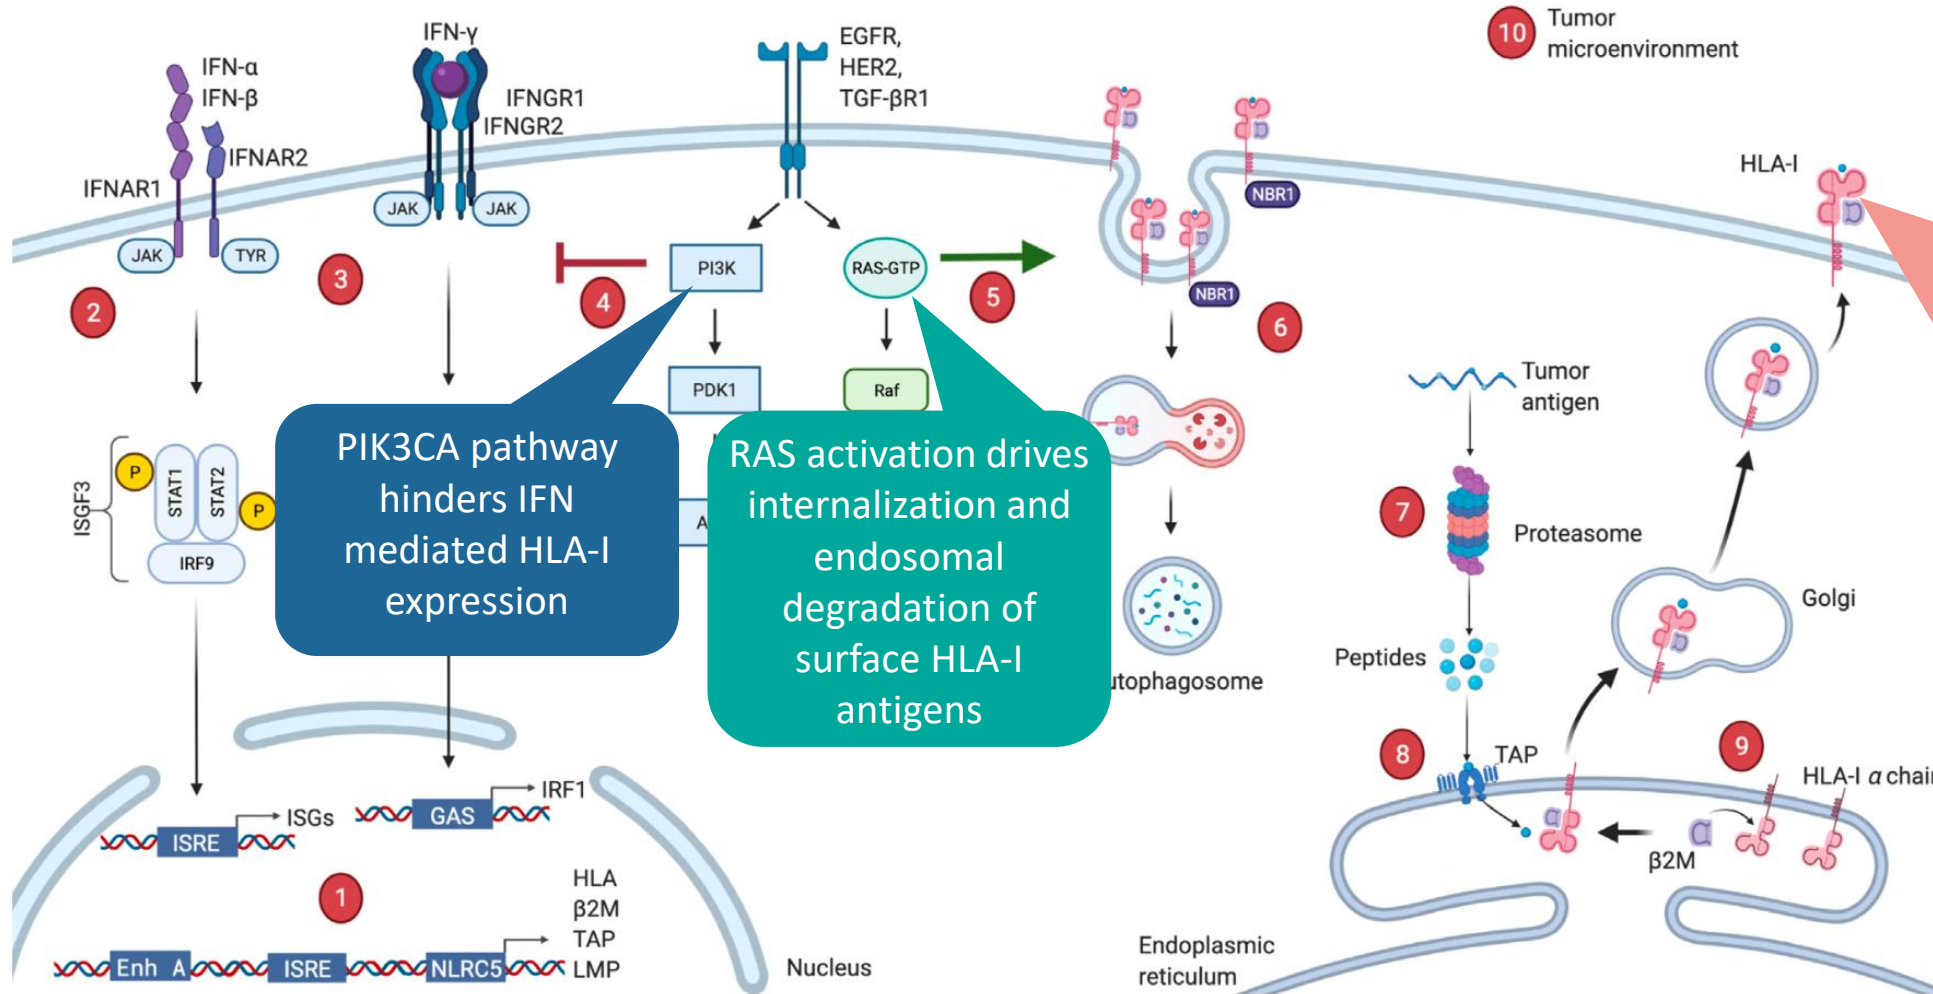 IFN-α
IFN-β
IFNAR2
IFNAR1
JAK
TYR
2
IFN-γ
IFNGR1
IFNGR2
JAK
JAK
3
EGFR,
HER2,
TGF-βR1
4
PI3K
RAS-GTP
5
PDK1
Raf
NBR1
NBR1
6
10
Tumor
microenvironment
HLA-I
P
STAT1
STAT2
P
IRF9
ISGF3
PIK3CA pathway
hinders IFN
mediated HLA-I
expression
A
RAS activation drives
internalization and
endosomal
degradation of
surface HLA-I
antigens
utophagosome
Tumor
antigen
7
Proteasome
Peptides
Golgi
8
TAP
9
HLA-I α chain
β2M
Endoplasmic
reticulum
ISRE
ISGs
GAS
IRF1
1
HLA
β2M
TAP
LMP
Enh A
ISRE
NLRC5
Nucleus